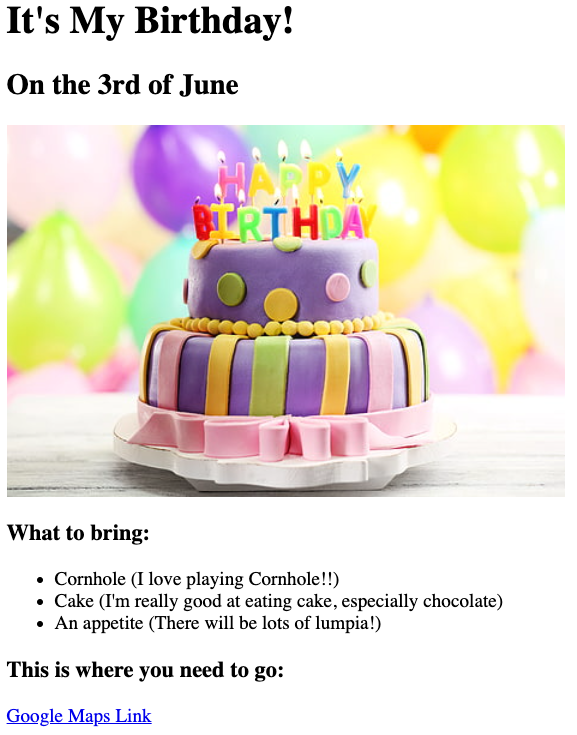 It's My Birthday!
On the 3rd of June
HAPPY
BIRTHDAY
What to bring:
Cornhole (I love playing Cornhole!!)
Cake (I'm really good at eating cake, especially chocolate)
An appetite (There will be lots of lumpia!)
This is where you need to go:
Google Maps Link